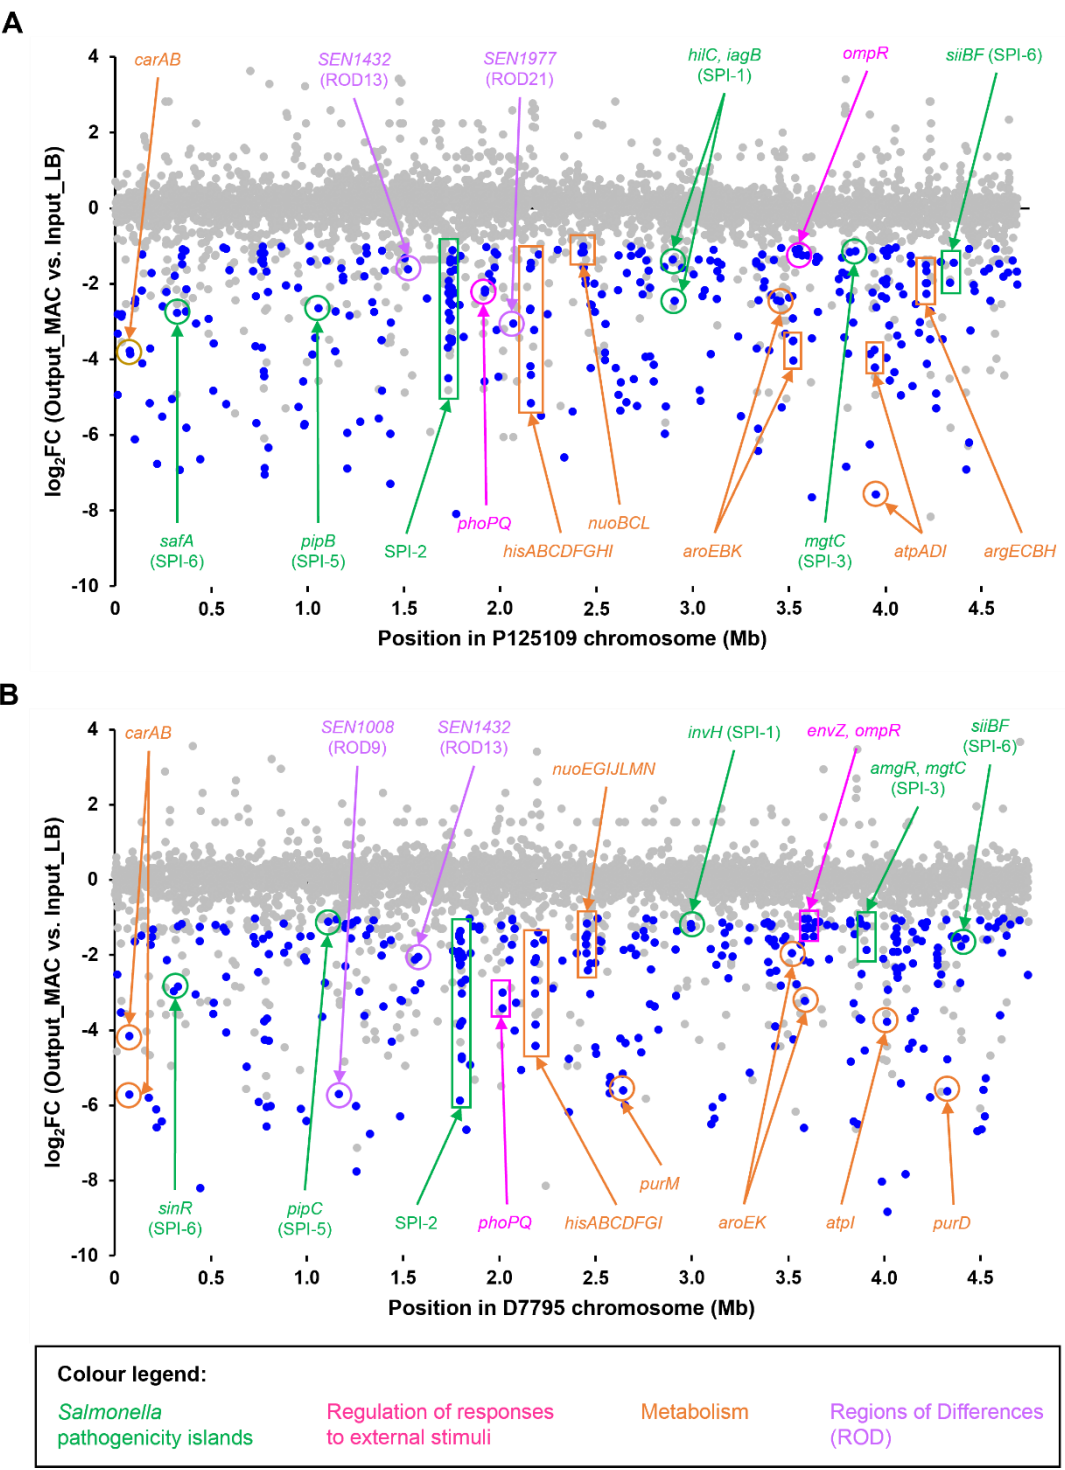 A
carAB
SEN1432
(ROD13)
SEN1977
(ROD21)
hilC, iagB
(SPI-1)
ompR
siiBF (SPI-6)
4
2
0
-2
-4
-6
-8
-10
log2FC (Output_MAC vs. Input_LB)
safA
(SPI-6)
pipB
(SPI-5)
SPI-2
phoPQ
hisABCDFGHI
nuoBCL
aroEBK
mgtC
(SPI-3)
atpADI
argECBH
0 0.5 1.0 1.5 2.0 2.5 3.0 3.5 4.0 4.5
Position in P125109 chromosome (Mb)
B
carAB
SEN1008
(ROD9)
SEN1432
(ROD13)
nuoEGIJLMN
invH (SPI-1)
envZ, ompR
amgR, mgtC
(SPI-3)
siiBF
(SPI-6)
4
2
0
-2
-4
-6
-8
-10
log2FC (Output_MAC vs. Input_LB)
sinR
(SPI-6)
pipC
(SPI-5)
SPI-2
phoPQ
hisABCDFGI
purM
aroEK
atpI
purD
0 0.5 1.0 1.5 2.0 2.5 3.0 3.5 4.0 4.5
Position in D7795 chromosome (Mb)
Colour legend:
Salmonella
pathogenicity islands
Regulation of responses
to external stimuli
Metabolism
Regions of Differences
(ROD)